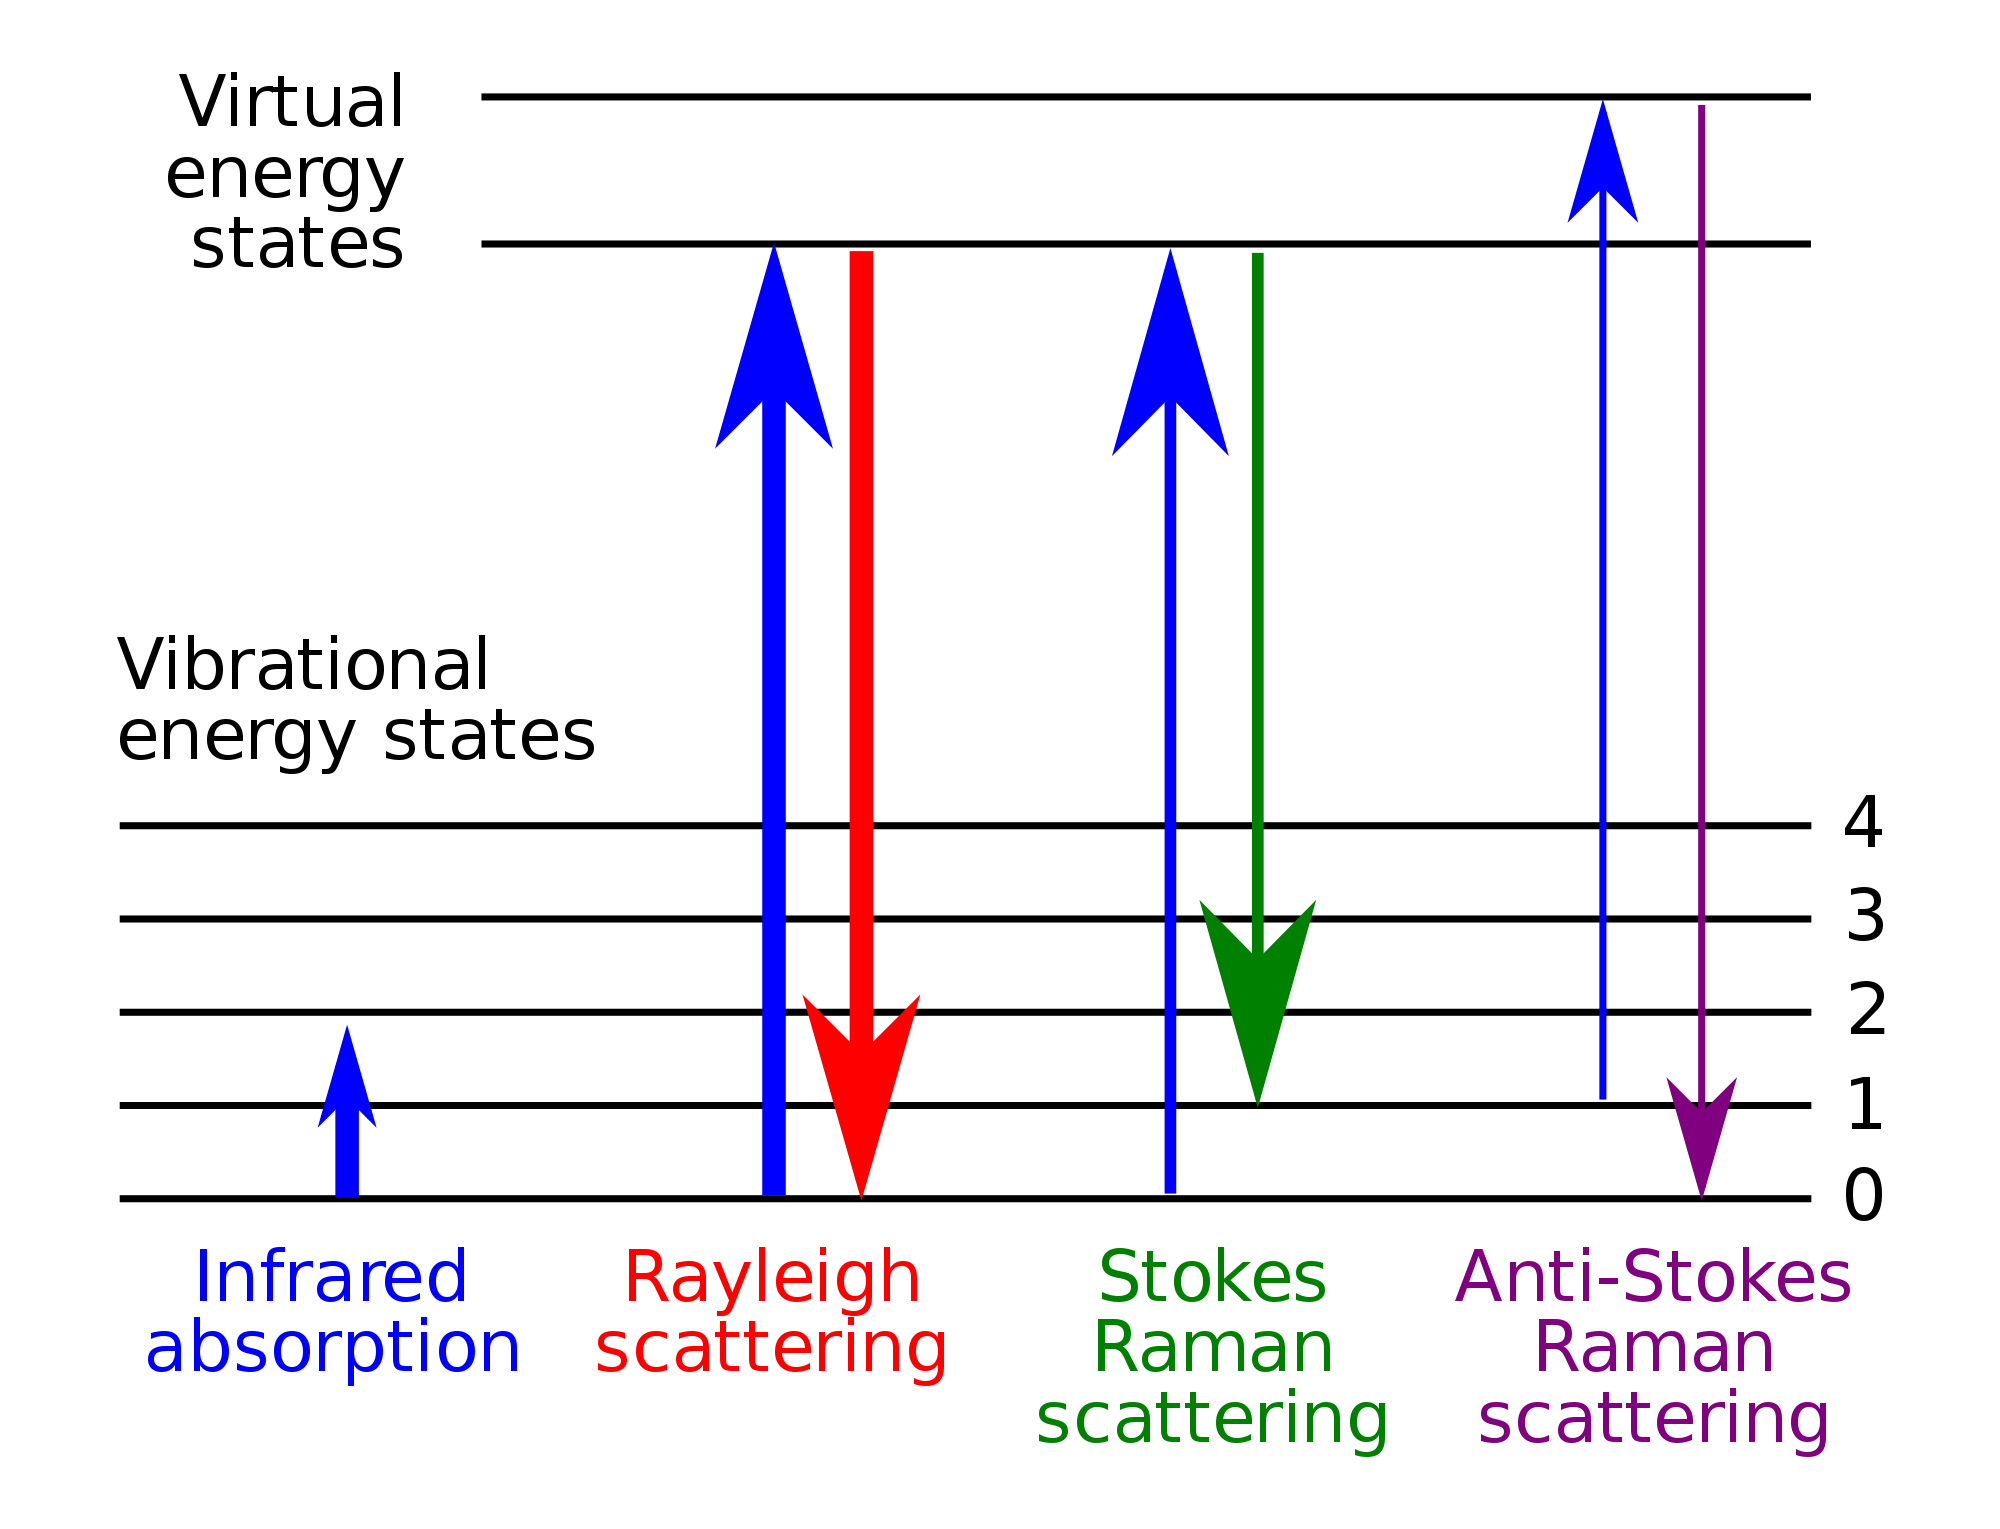 Virtual
energy
states
Vibrational
energy states
4
3
2
1
0
Infrared
absorption
Rayleigh
scattering
Stokes
Raman
scattering
Anti-Stokes
Raman
scattering